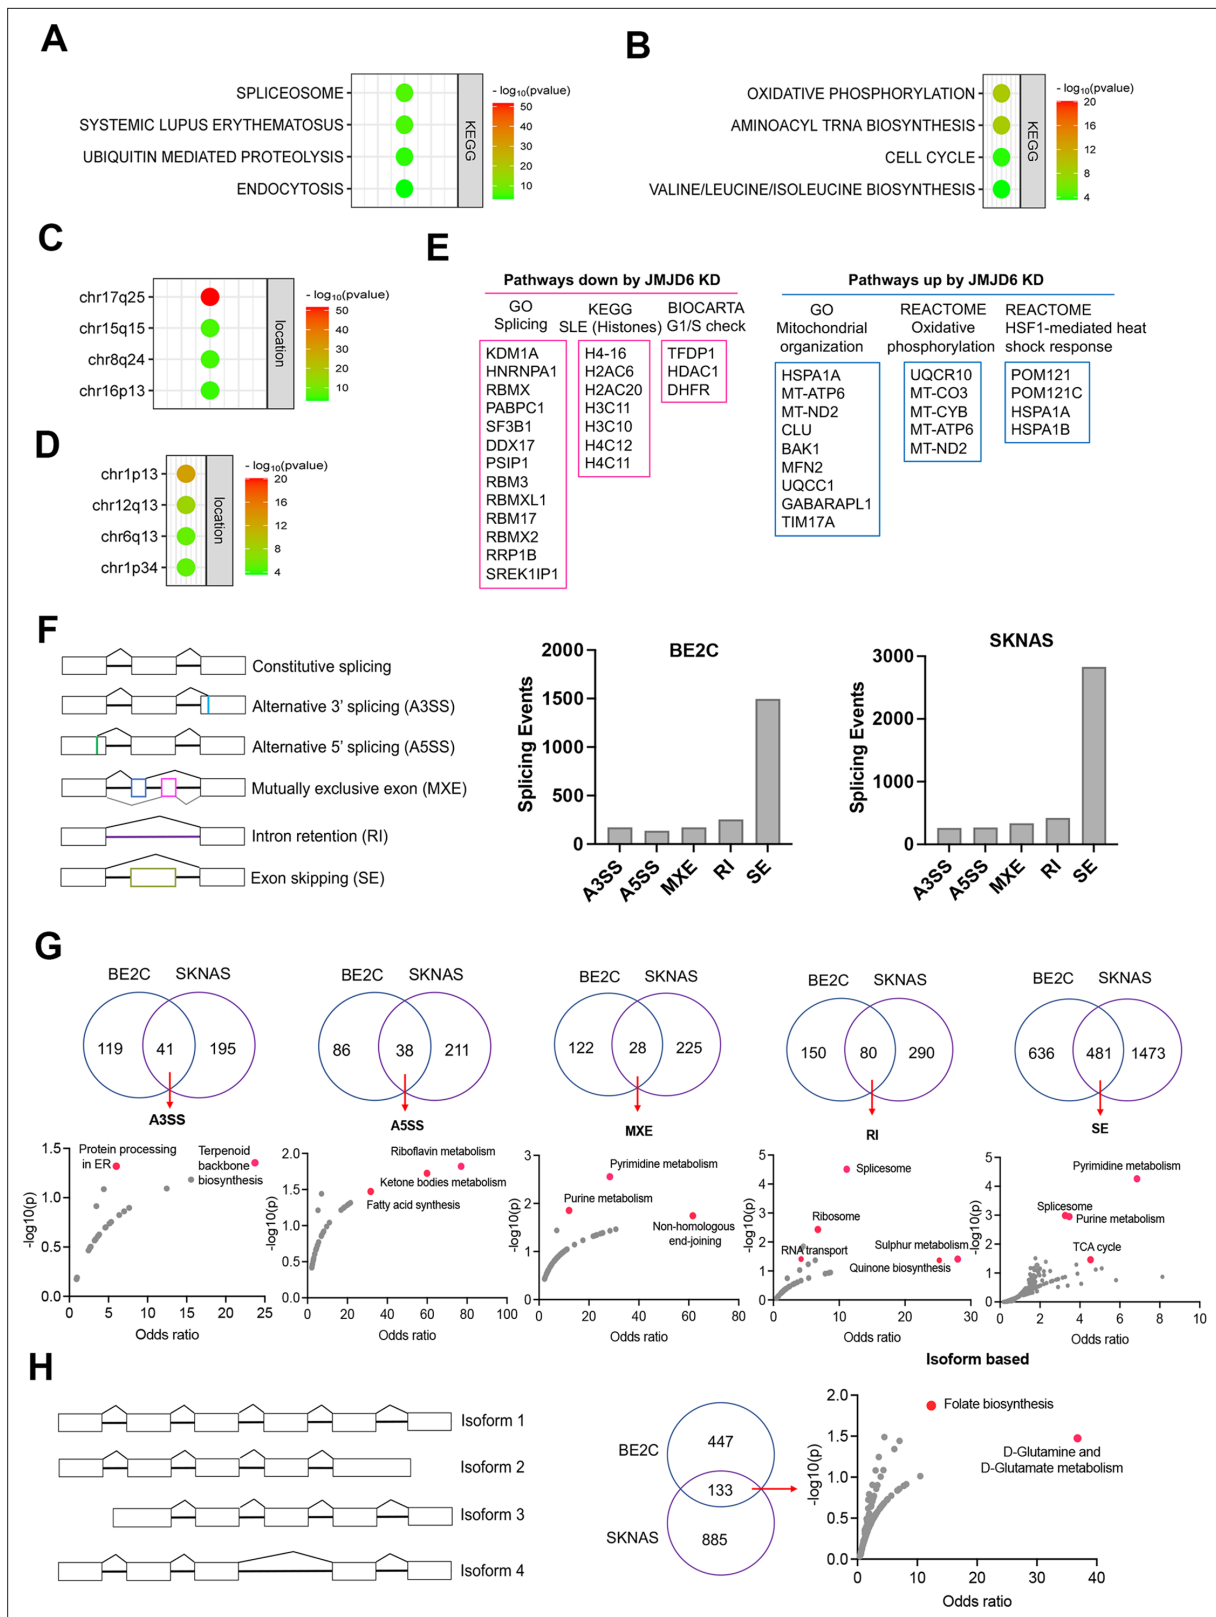 A
SPLICEOSOME
SYSTEMIC LUPUS ERYTHEMATOSUS
UBIQUITIN MEDIATED PROTEOLYSIS
ENDOCYTOSIS
KEGG
- log10(pvalue)
50
40
30
20
10
B
OXIDATIVE PHOSPHORYLATION
AMINOACYL TRNA BIOSYNTHESIS
CELL CYCLE
VALINE/LEUCINE/ISOLEUCINE BIOSYNTHESIS
KEGG
- log10(pvalue)
20
16
12
8
4
C
chr17q25
chr15q15
chr8q24
chr16p13
location
- log10(pvalue)
50
40
30
20
10
D
chr1p13
chr12q13
chr6q13
chr1p34
location
- log10(pvalue)
20
16
12
8
4
E
Pathways down by JMJD6 KD
GO
Splicing
KDM1A
HNRNPA1
RBMX
PABPC1
SF3B1
DDX17
PSIP1
RBM3
RBMXL1
RBM17
RBMX2
RRP1B
SREK1IP1
KEGG
SLE (Histones)
H4-16
H2AC6
H2AC20
H3C11
H3C10
H4C12
H4C11
BIOCARTA
G1/S check
TFDP1
HDAC1
DHFR
Pathways up by JMJD6 KD
GO
Mitochondrial
organization
HSPA1A
MT-ATP6
MT-ND2
CLU
BAK1
MFN2
UQCC1
GABARAPL1
TIM17A
REACTOME
Oxidative
phosphorylation
UQCR10
MT-CO3
MT-CYB
MT-ATP6
MT-ND2
REACTOME
HSF1-mediated heat
shock response
POM121
POM121C
HSPA1A
HSPA1B
F
Constitutive splicing
Alternative 3' splicing (A3SS)
Alternative 5' splicing (A5SS)
Mutually exclusive exon (MXE)
Intron retention (RI)
Exon skipping (SE)
BE2C
Splicing Events
2000
1500
1000
500
0
A3SS
A5SS
MXE
RI
SE
SKNAS
Splicing Events
3000
2000
1000
0
A3SS
A5SS
MXE
RI
SE
G
BE2C SKNAS
119 41 195
A3SS
BE2C SKNAS
86 38 211
A5SS
BE2C SKNAS
122 28 225
MXE
BE2C SKNAS
150 80 290
RI
BE2C SKNAS
636 481 1473
SE
-log10(p)
1.5
1.0
0.5
0.0
Protein processing
in ER
Terpenoid
backbone
biosynthesis
0 5 10 15 20 25
Odds ratio
-log10(p)
2.0
1.5
1.0
0.5
0.0
Riboflavin metabolism
Ketone bodies metabolism
Fatty acid synthesis
0 20 40 60 80 100
Odds ratio
-log10(p)
3
2
1
0
Pyrimidine metabolism
Purine metabolism
Non-homologous
end-joining
0 20 40 60 80
Odds ratio
-log10(p)
5
4
3
2
1
0
Splicesome
Ribosome
RNA transport
Sulphur metabolism
Quinone biosynthesis
0 10 20 30
Odds ratio
-log10(p)
5
4
3
2
1
0
Pyrimidine metabolism
Splicesome
Purine metabolism
TCA cycle
0 2 4 6 8 10
Odds ratio
H
Isoform 1
Isoform 2
Isoform 3
Isoform 4
BE2C
447
133
SKNAS
885
Isoform based
-log10(p)
2.0
1.5
1.0
0.5
0.0
Folate biosynthesis
D-Glutamine and
D-Glutamate metabolism
0 10 20 30 40
Odds ratio